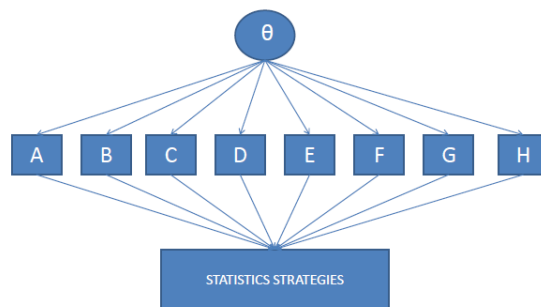 θ
A B C D E F G H
STATISTICS STRATEGIES